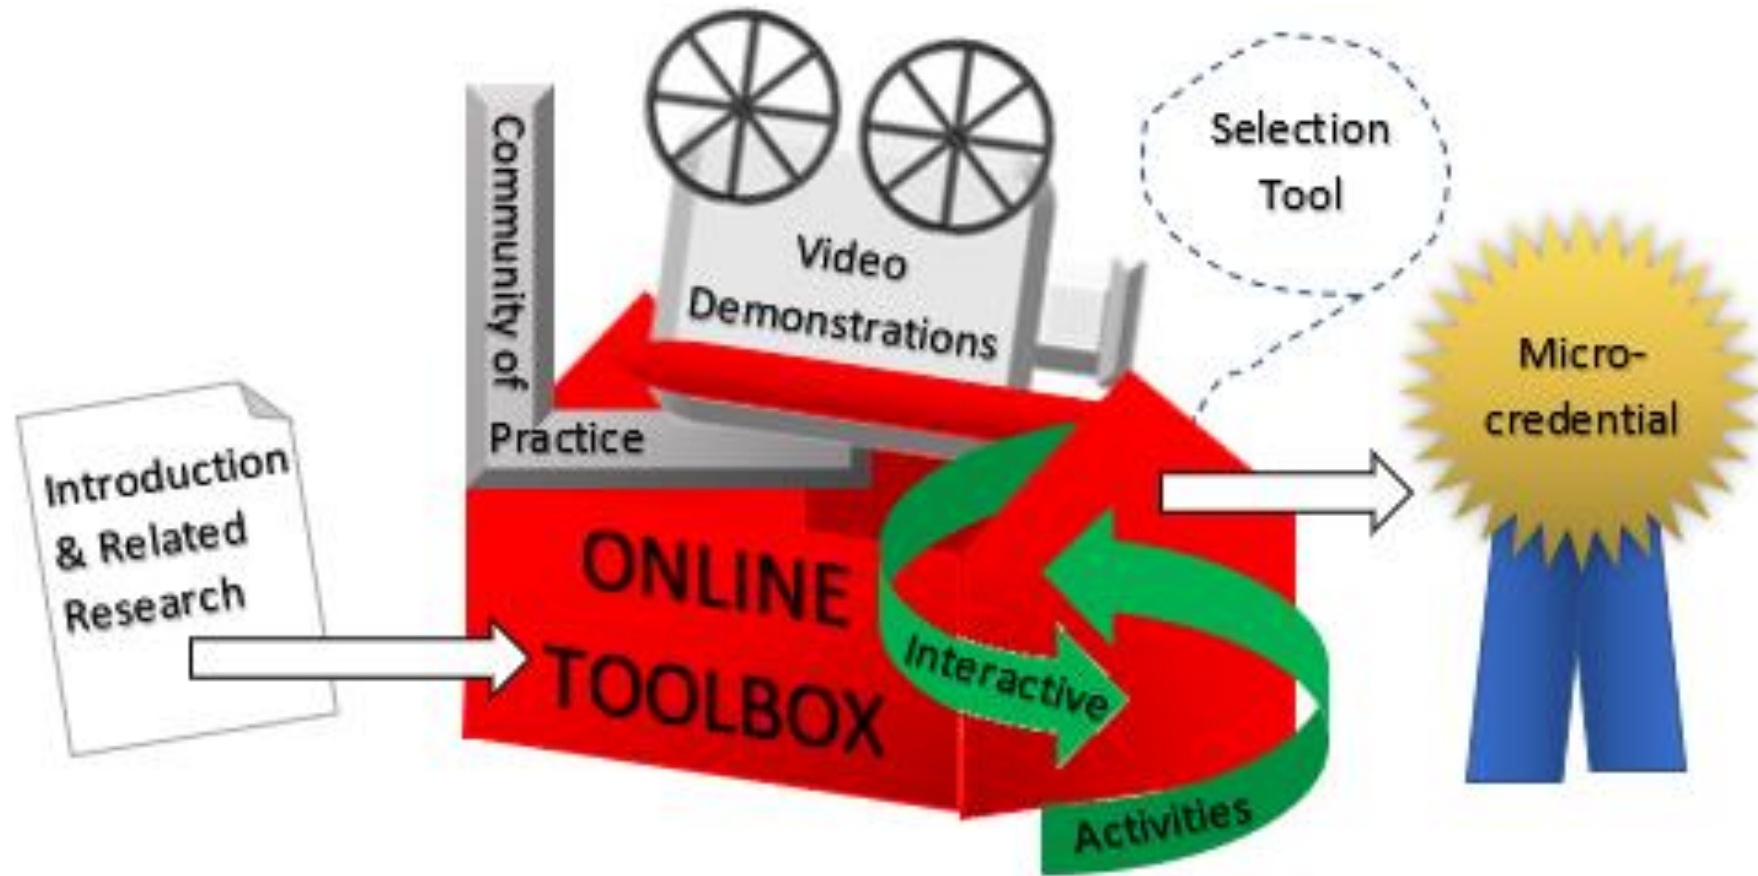 Introduction
& Related
Research
Community of
Practice
Video
Demonstrations
Selection
Tool
ONLINE
TOOLBOX
Interactive
Activities
Micro-
credential